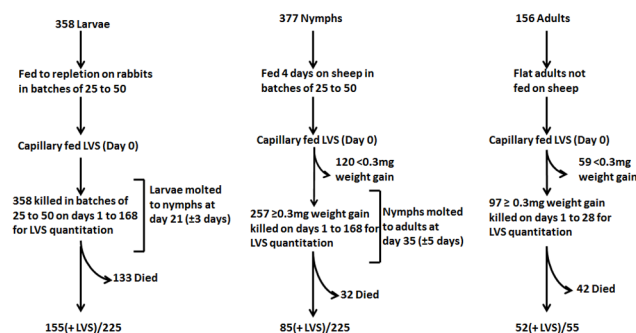 358 Larvae
Fed to repletion on rabbits
in batches of 25 to 50
Capillary fed LVS (Day 0)
358 killed in batches of
25 to 50 on days 1 to 168
for LVS quantitation
Larvae molted
to nymphs at
day 21 (±3 days)
133 Died
155(+ LVS)/225
377 Nymphs
Fed 4 days on sheep in
batches of 25 to 50
Capillary fed LVS (Day 0)
120 <0.3mg
weight gain
257 ≥0.3mg weight gain
killed on days 1 to 168 for
LVS quantitation
Nymphs molted
to adults at
day 35 (±5 days)
32 Died
85(+ LVS)/225
156 Adults
Flat adults not
fed on sheep
Capillary fed LVS (Day 0)
59 <0.3mg
weight gain
97 ≥ 0.3mg weight gain
killed on days 1 to 28 for
LVS quantitation
42 Died
52(+ LVS)/55